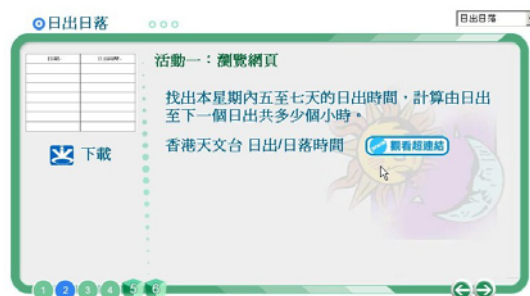 日出日落
日出日落
日期
活動一：瀏覽網頁
找出本星期內五至七天的日出時間，計算由日出
至下一個日出共多少個小時。
下載
香港天文台 日出/日落時間
觀看超連結
1 2 3 4 5 6